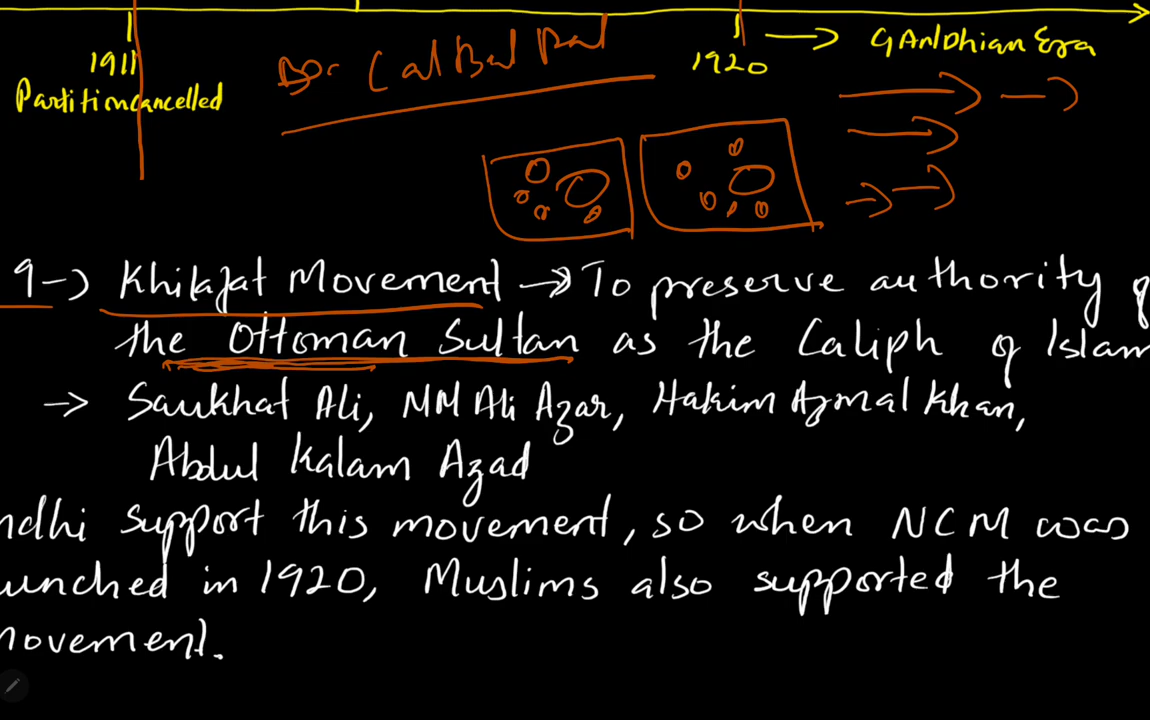 1911
Partition cancelled
Lal Bal Pal
1920
→ GAnDhian Era
9 → Khilafat Movement → To preserve authority of
the Ottoman Sultan as the Caliph of Islam
→ Saukhat Ali, MM Ali Azar, Hakim Azmal Khan,
Abdul Kalam Azad
ndhi support this movement, so when NCM was
unched in 1920, Muslims also supported the
movement.